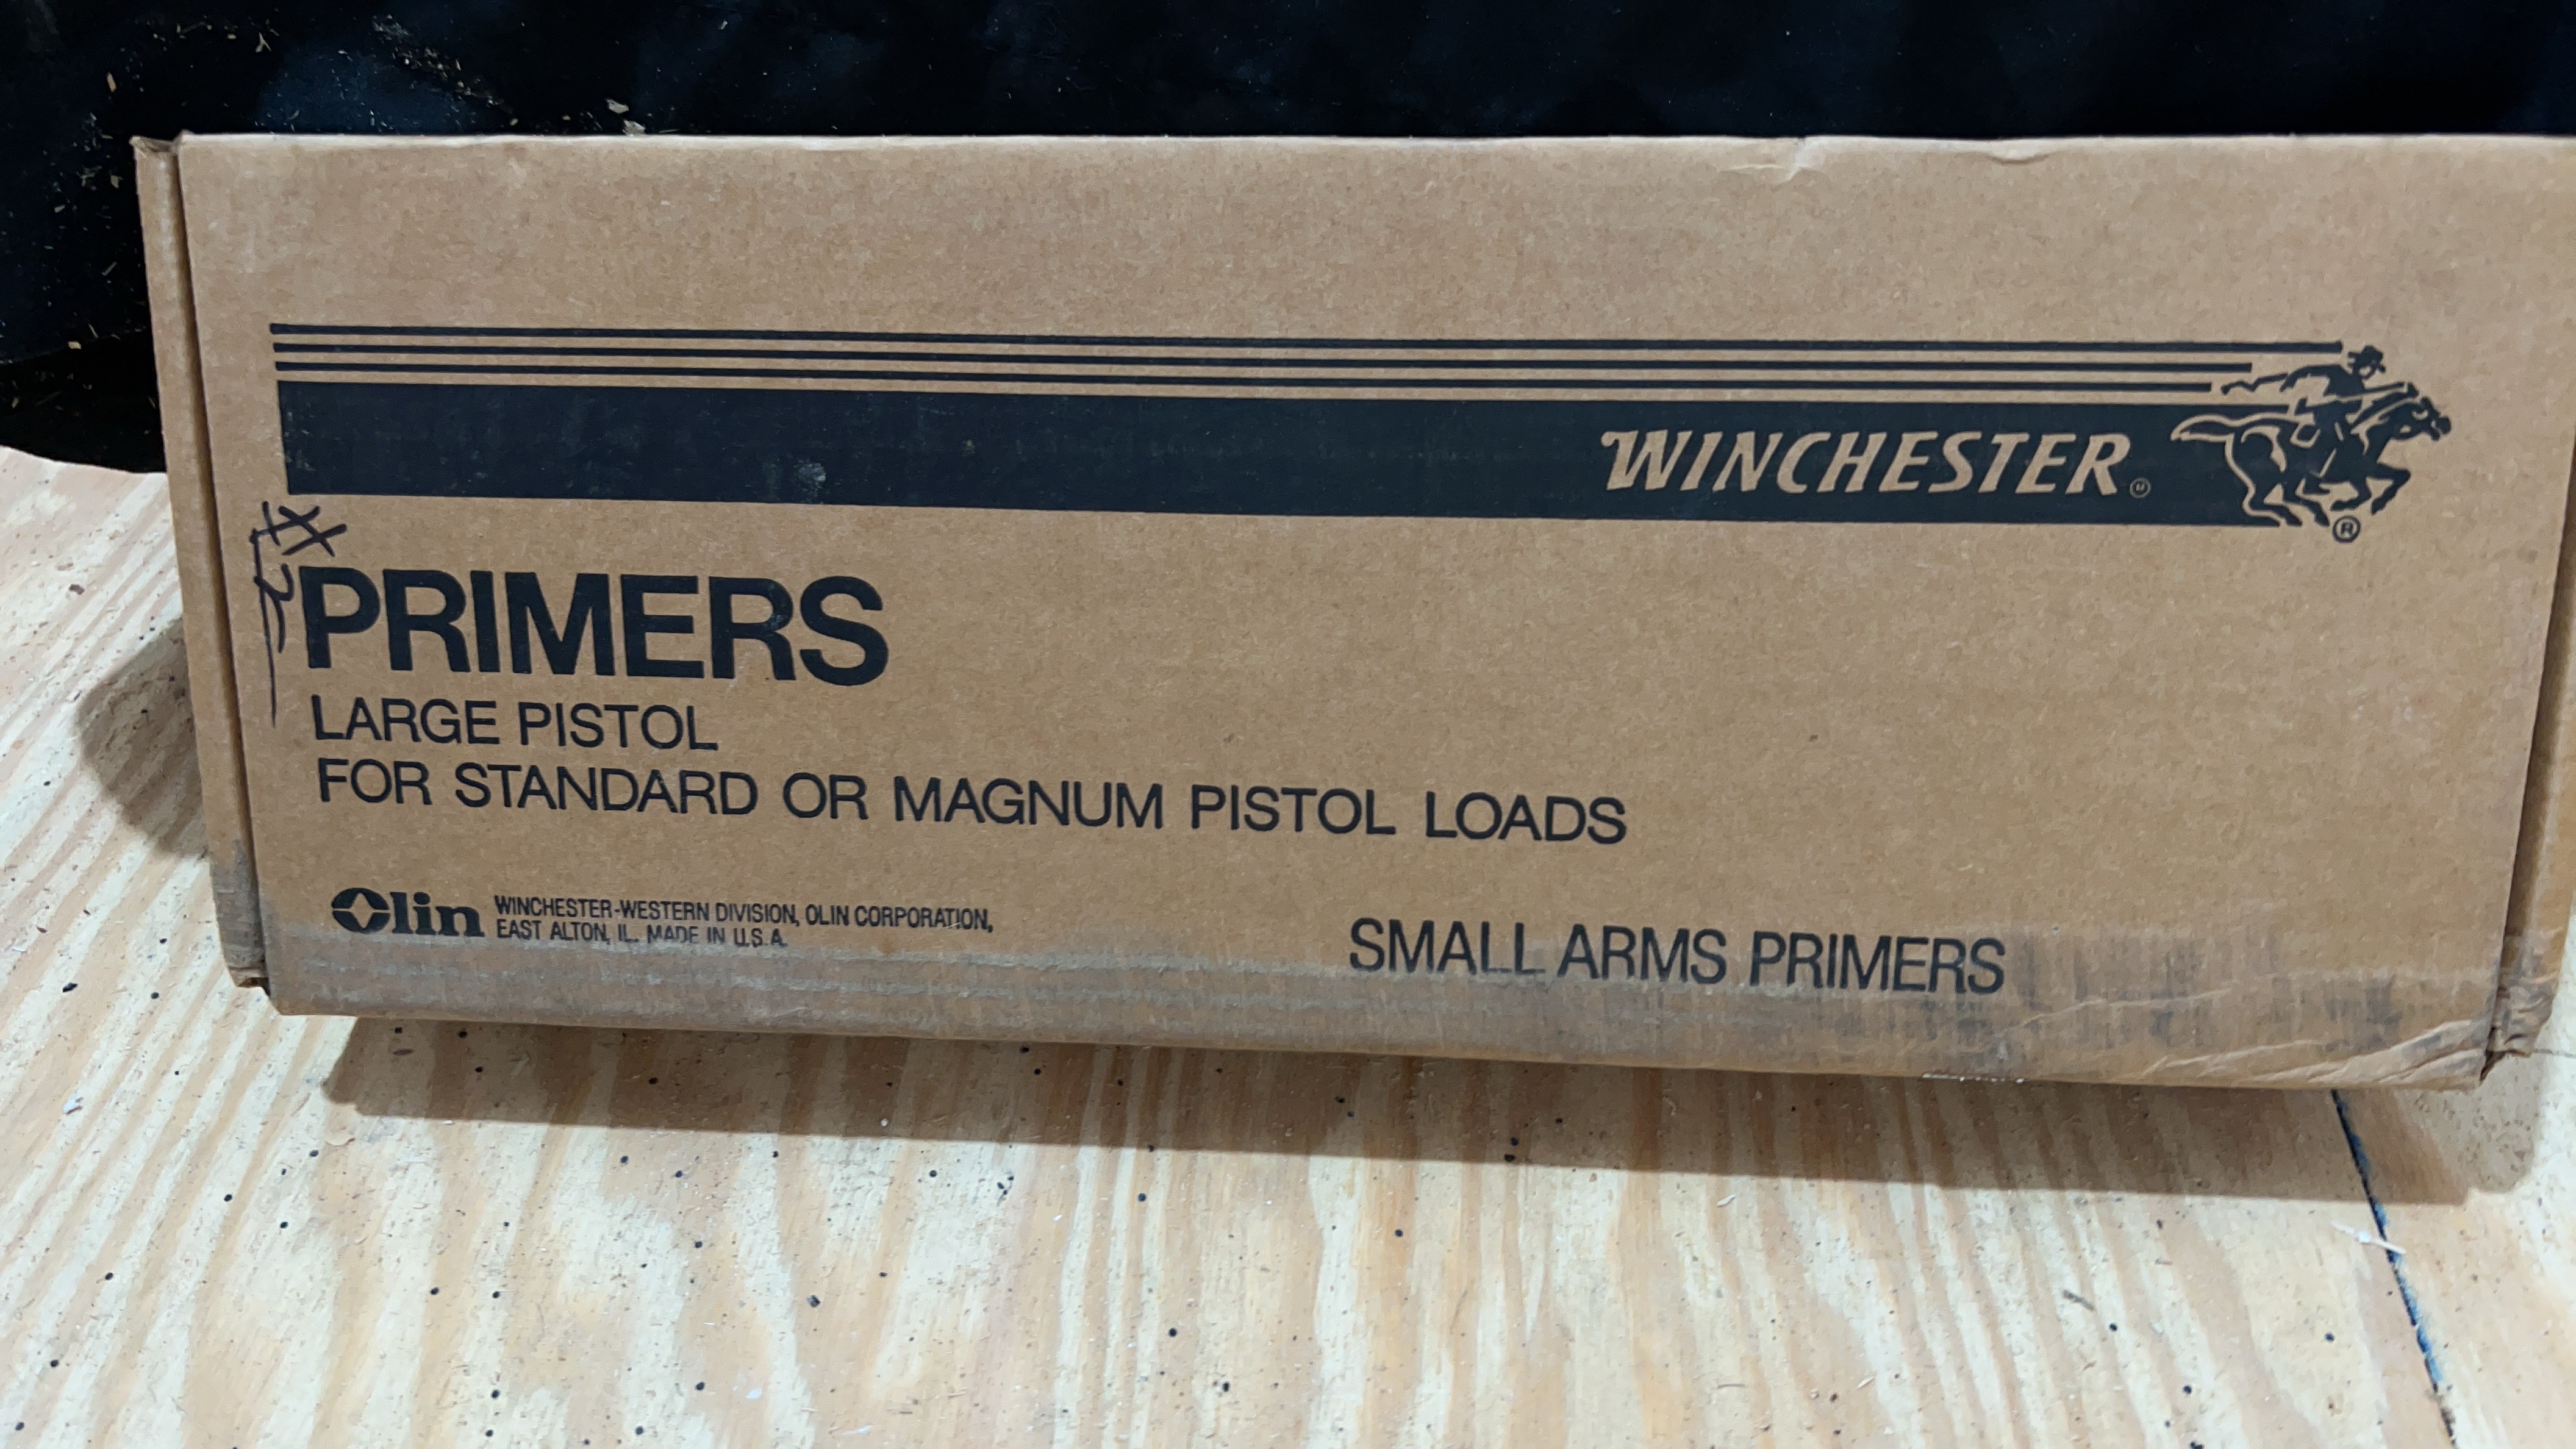 WINCHESTER®
PRIMERS
LARGE PISTOL
FOR STANDARD OR MAGNUM PISTOL LOADS
Olin WINCHESTER-WESTERN DIVISION, OLIN CORPORATION,
EAST ALTON, IL. MADE IN U.S.A.
SMALL ARMS PRIMERS